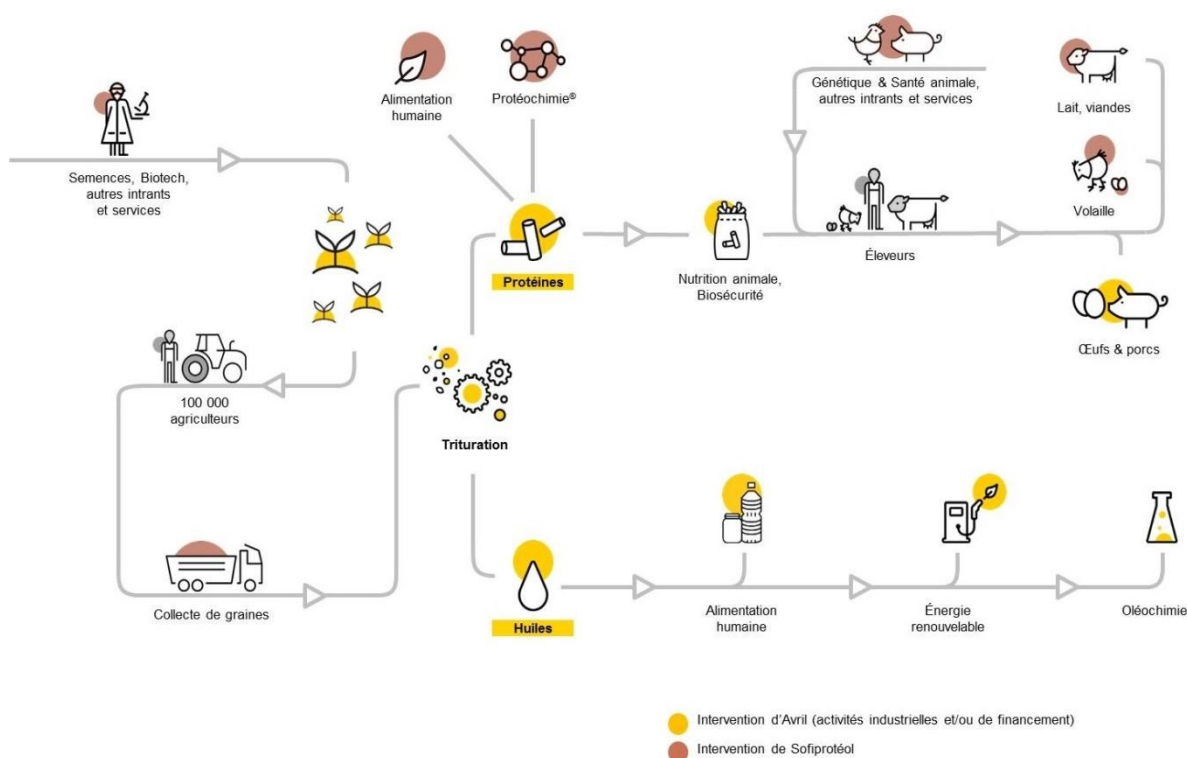 Alimentation
humaine
Protéochimie®
Génétique & Santé animale,
autres intrants et services
Lait, viandes
Semences, Biotech,
autres intrants
et services
Volaille
Protéines
Nutrition animale,
Biosécurité
Éleveurs
Œufs & porcs
100 000
agriculteurs
Trituration
Collecte de graines
Huiles
Alimentation
humaine
Énergie
renouvelable
Oléochimie
Intervention d'Avril (activités industrielles et/ou de financement)
Intervention de Sofiprotéol